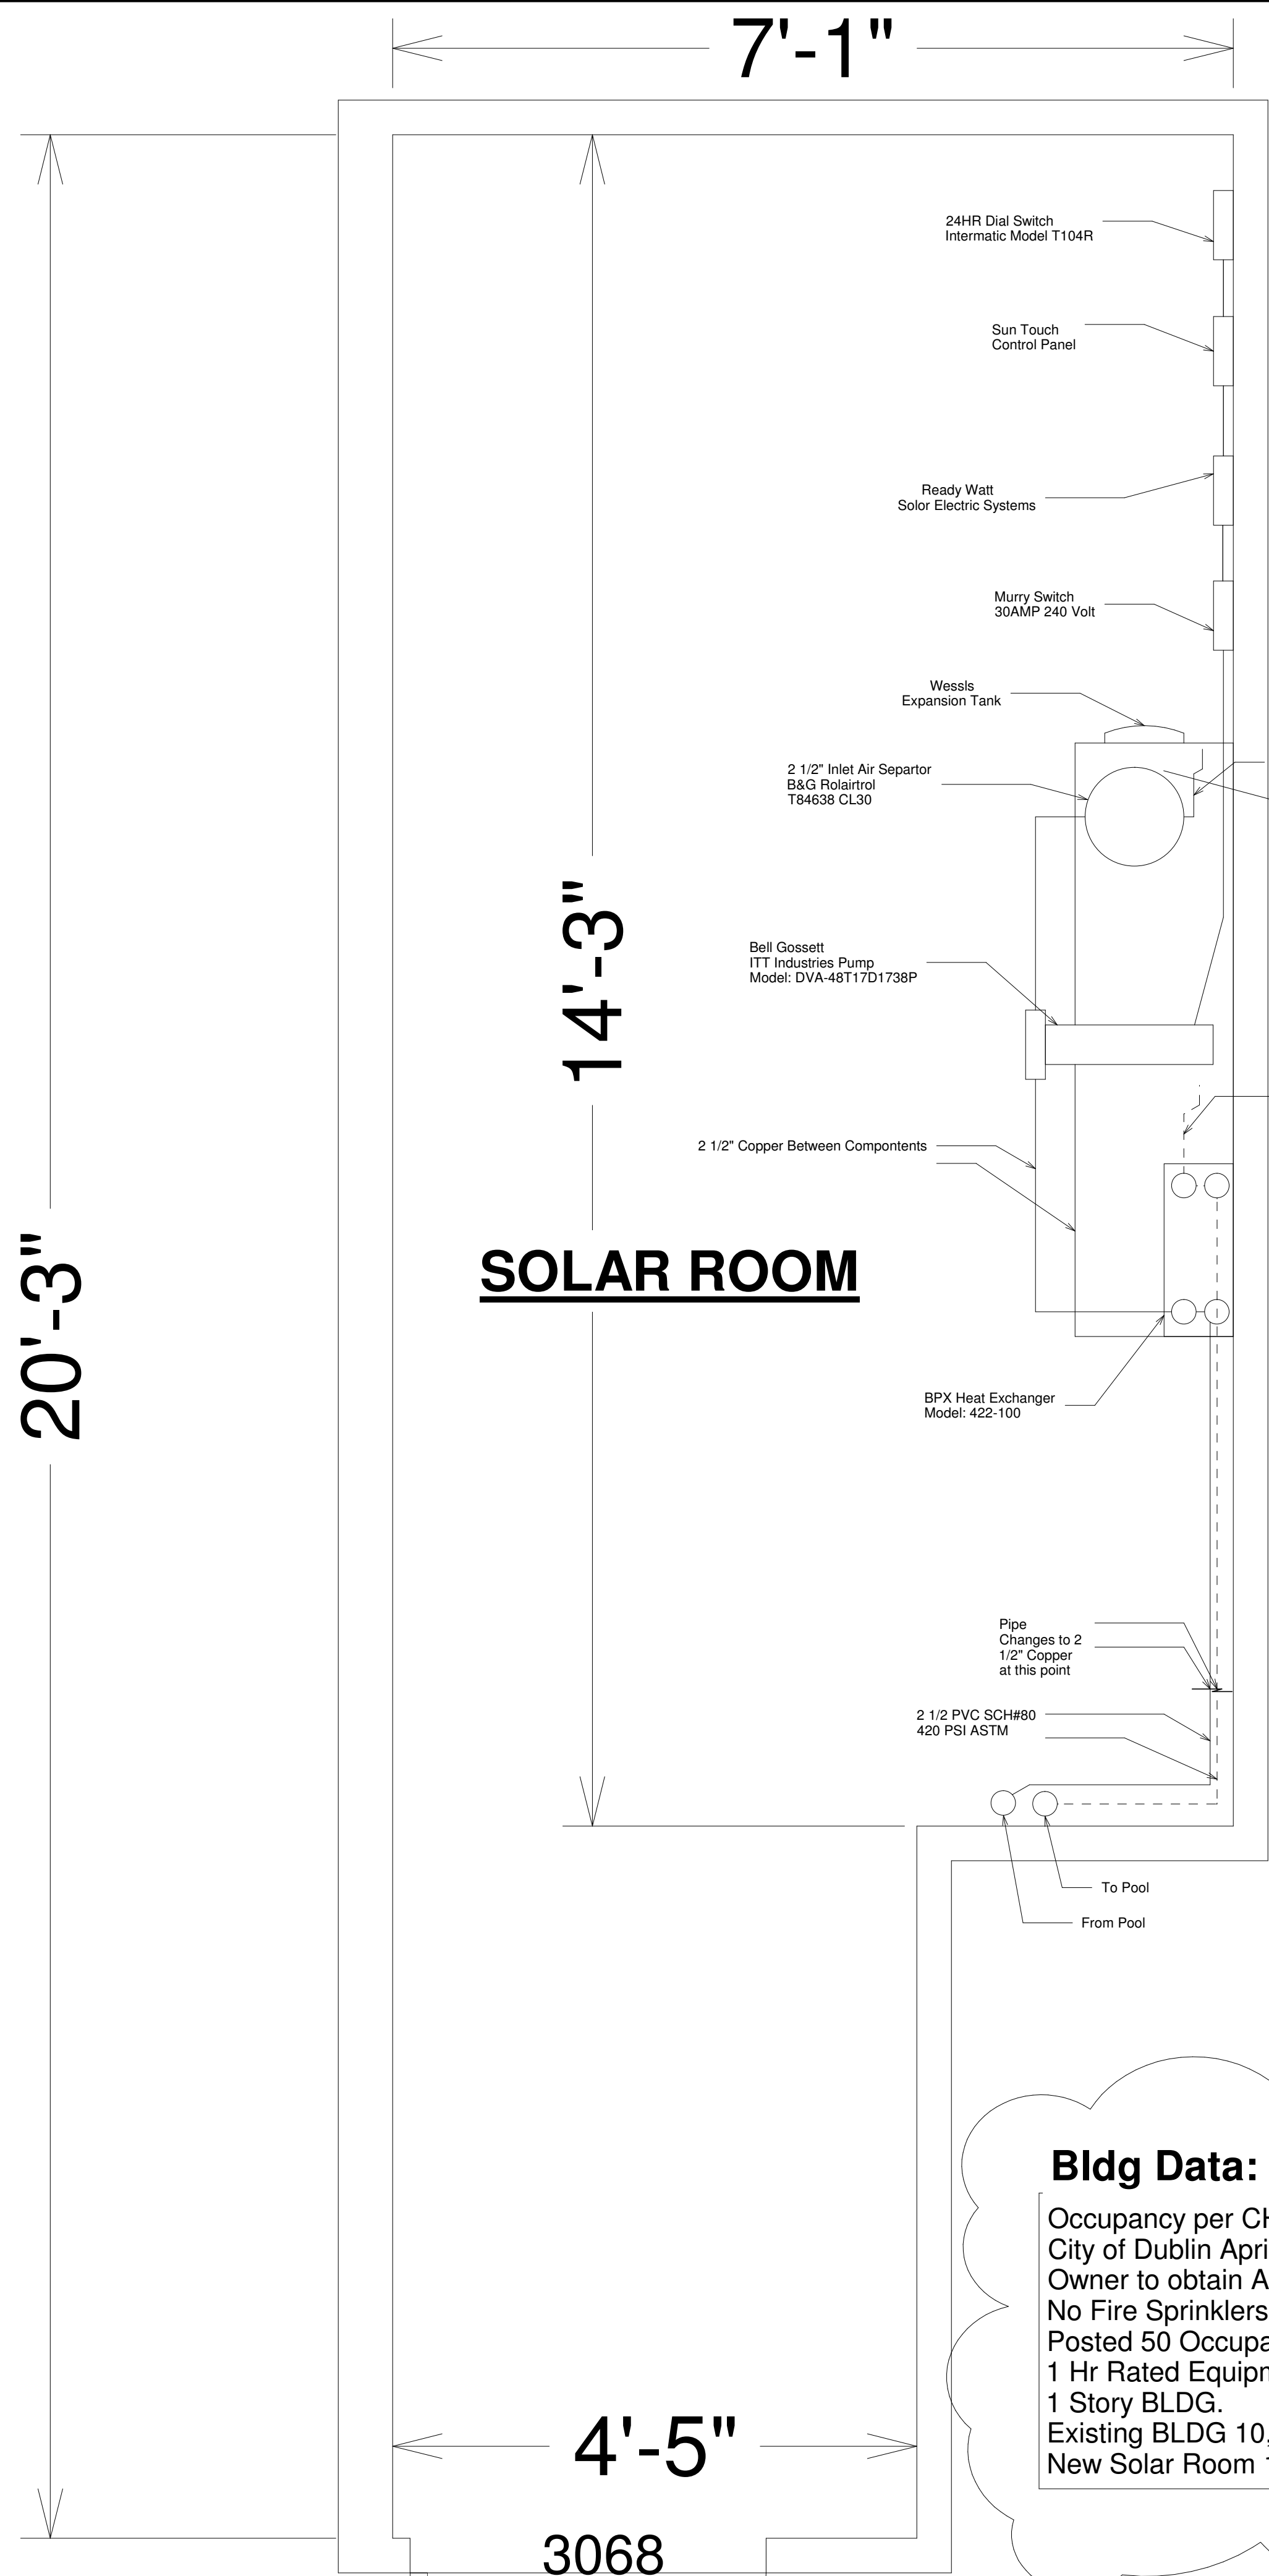 7'-1"
24HR Dial Switch
Intermatic Model T104R
Sun Touch
Control Panel
Ready Watt
Solor Electric Systems
Murry Switch
30AMP 240 Volt
Wessls
Expansion Tank
2 1/2" Inlet Air Separtor
B&G Rolairtrol
T84638 CL30
14'-3"
Bell Gossett
ITT Industries Pump
Model: DVA-48T17D1738P
2 1/2" Copper Between Compontents
20'-3"
SOLAR ROOM
BPX Heat Exchanger
Model: 422-100
Pipe
Changes to 2
1/2" Copper
at this point
2 1/2 PVC SCH#80
420 PSI ASTM
To Pool
From Pool
Bldg Data:
Occupancy per
City of Dublin
Owner to obtain
No Fire Sprinklers
Posted 50
1 Hr Rated
1 Story BLDG.
Existing BLDG 10,
New Solar Room
4'-5"
3068